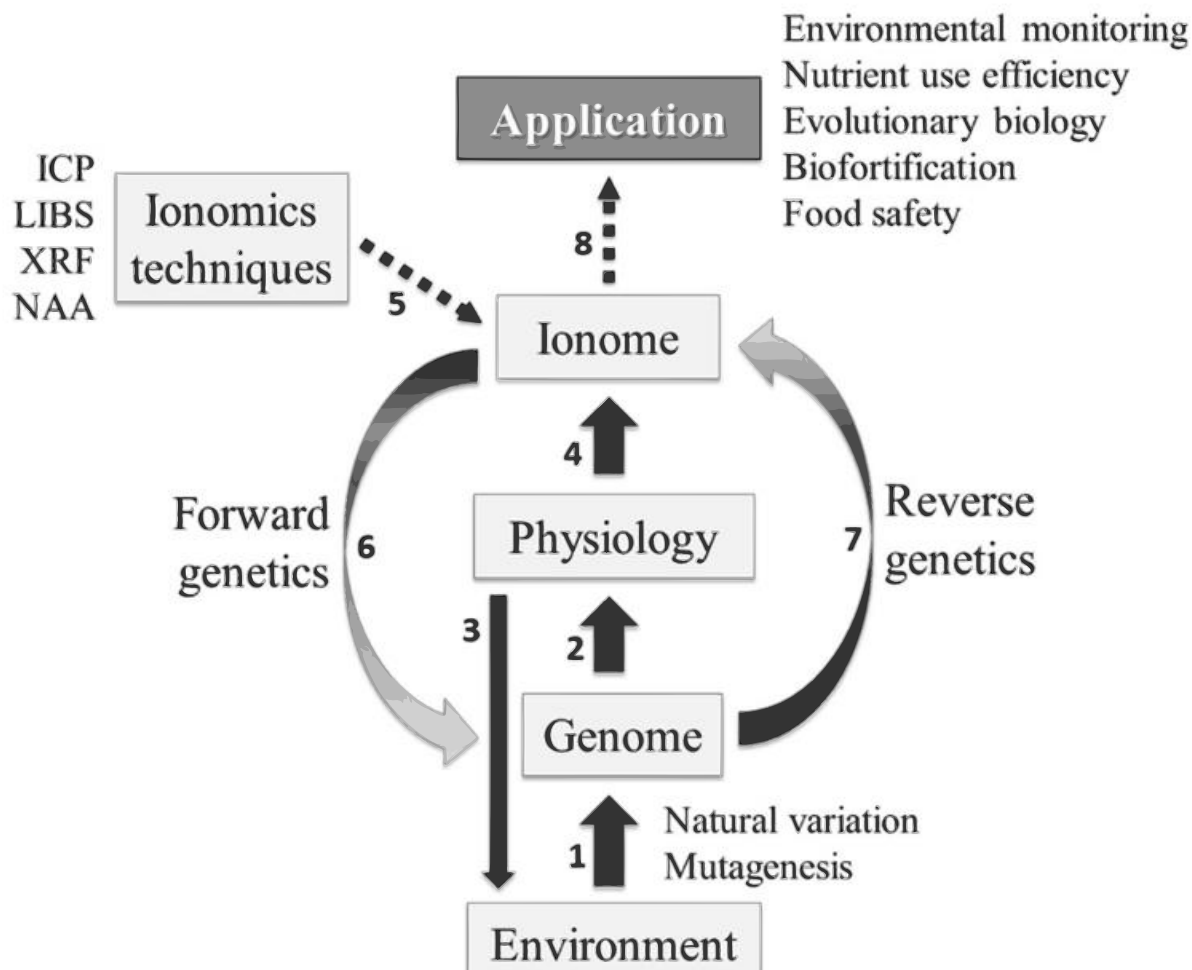 Environmental monitoring
Nutrient use efficiency
Evolutionary biology
Biofortification
Food safety
Application
ICP
LIBS
XRF
NAA
Ionomics
techniques
8
5
Ionome
4
Forward
genetics
6
Physiology
7
Reverse
genetics
3
2
Genome
Natural variation
Mutagenesis
1
Environment